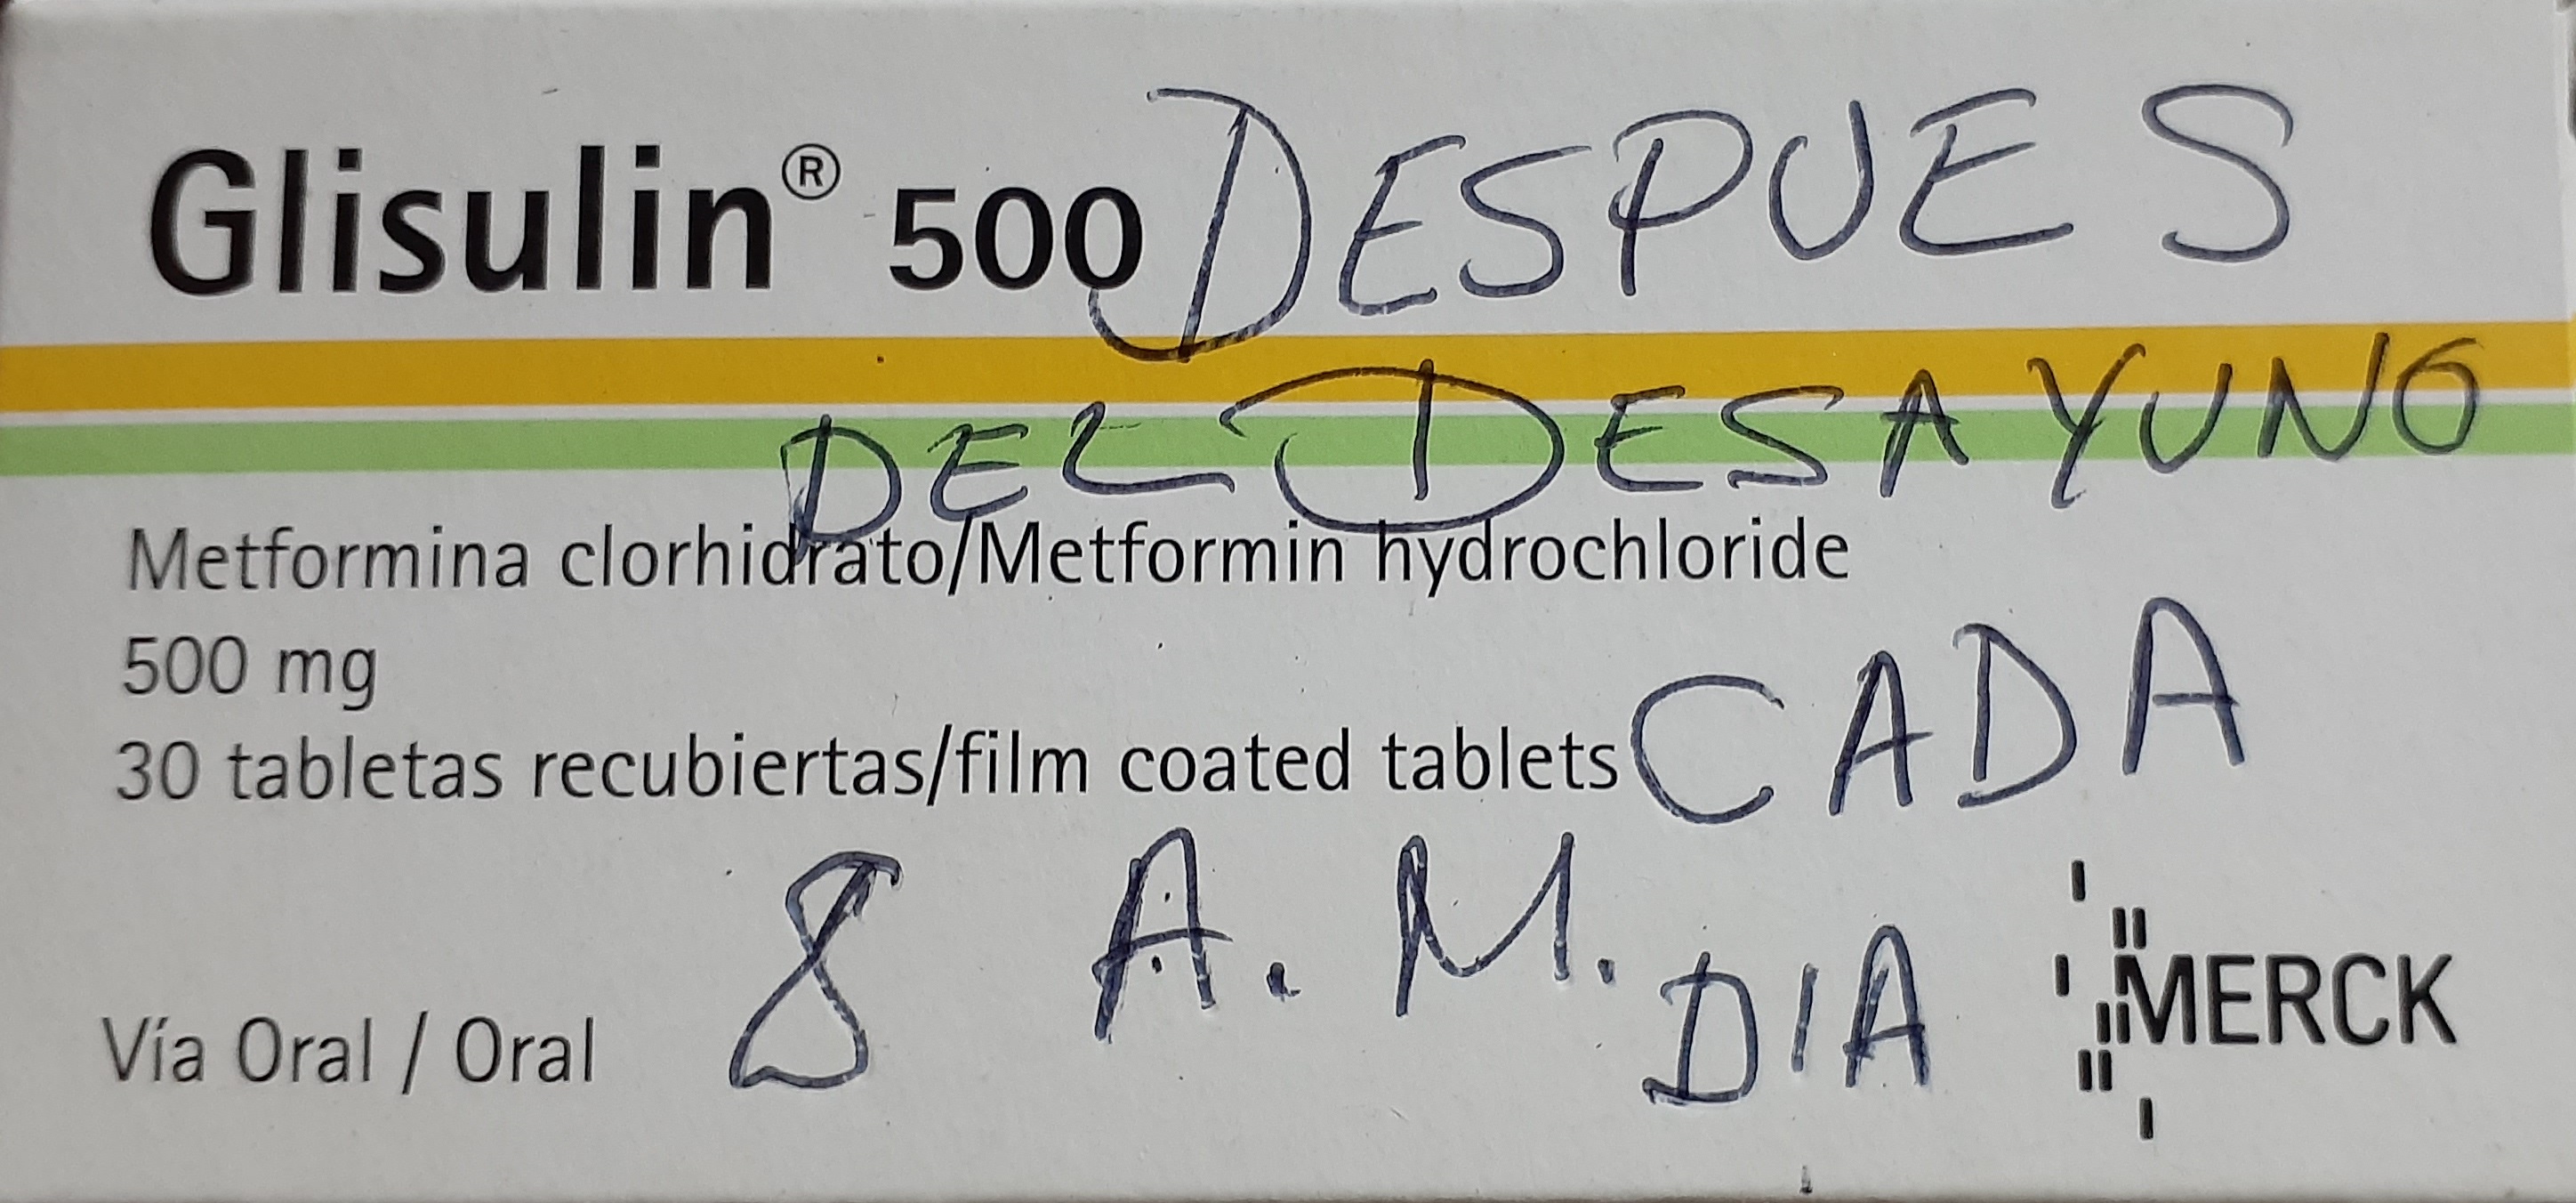 Glisulin® 500 DESPUES
DEL DESAYUNO
Metformina clorhidrato/Metformin hydrochloride
500 mg
30 tabletas recubiertas/film coated tablets CADA
8 A.M. DIA
Vía Oral / Oral
MERCK